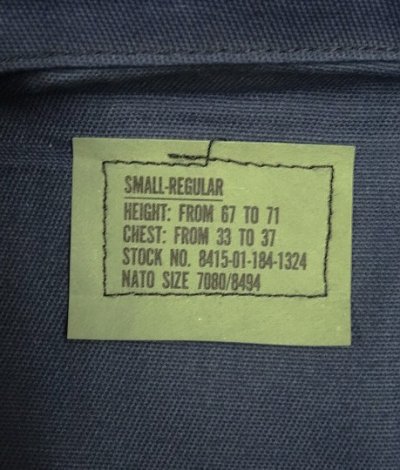 SMALL-REGULAR
HEIGHT: FROM 67 TO 71
CHEST: FROM 33 TO 37
STOCK NO. 8415-01-184-1324
NATO SIZE 7080/8494